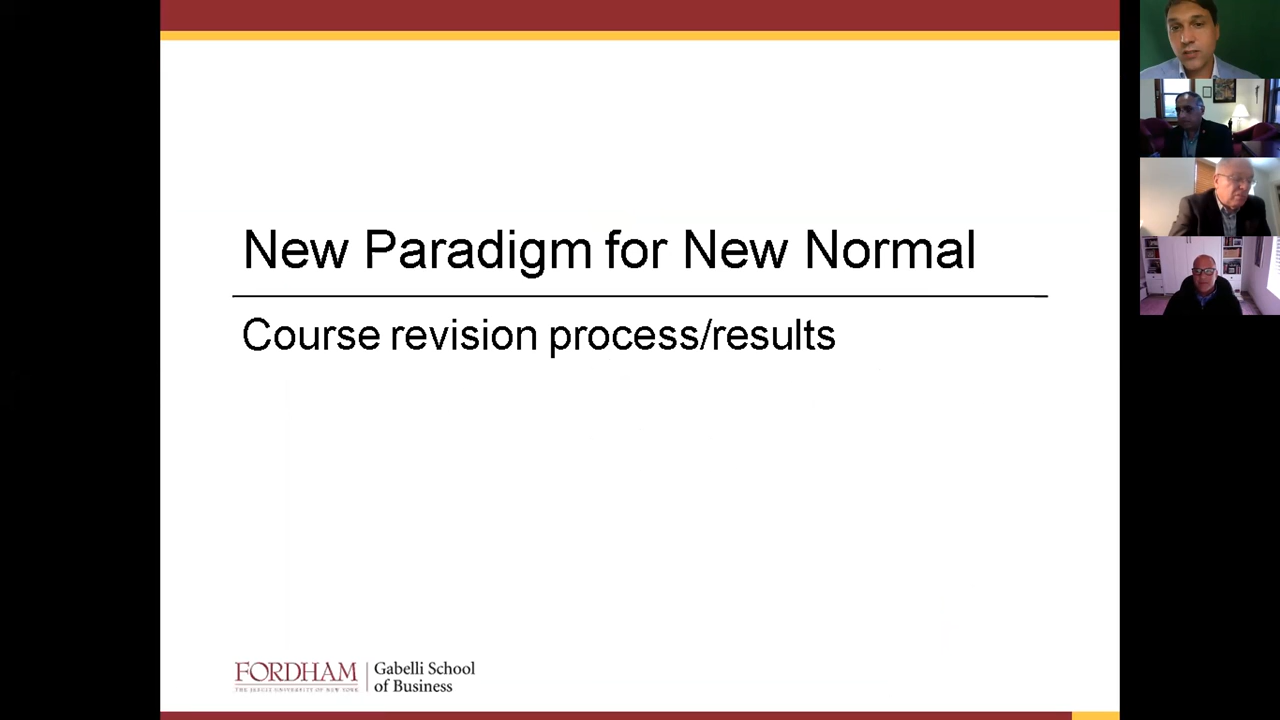 New Paradigm for New Normal
Course revision process/results
FORDHAM
THE JESUIT UNIVERSITY OF NEW YORK
Gabelli School
of Business